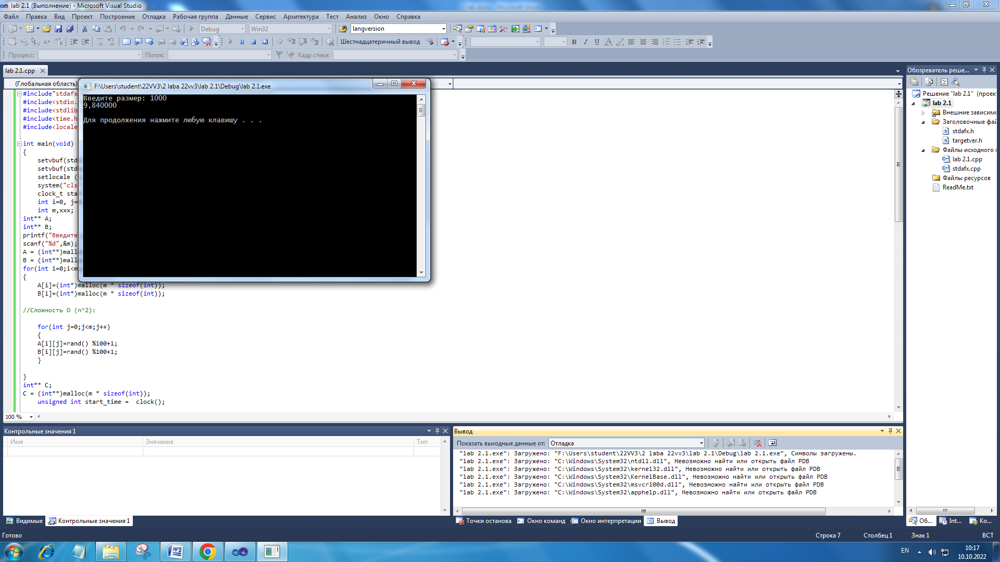 lab 2.1 (Выполнение) - Microsoft Visual Studio
Файл Правка Вид Проект Построение Отладка Рабочая группа Данные Сервис Архитектура Тест Анализ Окно Справка
Debug Win32 langversion
Шестнадцатеричный вывод
Процесс: Поток: Кадр стека:
lab 2.1.cpp
(Глобальная область)
F:\Users\student\22VV3\2 laba 22vv3\lab 2.1\Debug\lab 2.1.exe
Введите размер: 1000
9,840000
Для продолжения нажмите любую клавишу . . .
#include"stdafx
#include<stdio.
#include<stdlib
#include<time.h
#include<locale
int main(void)
{
setvbuf(std
setvbuf(std
setlocale (
system("cls
clock_t sta
int i=0, j=
int m,xxx;
int** A;
int** B;
printf("Введите
scanf("%d",&m);
A = (int**)mall
B = (int**)mall
for(int i=0;i<m
{
A[i]=(int*)malloc(m * sizeof(int));
B[i]=(int*)malloc(m * sizeof(int));
//Сложность O (n^2):
for(int j=0;j<m;j++)
{
A[i][j]=rand() %100+1;
B[i][j]=rand() %100+1;
}
}
int** C;
C = (int**)malloc(m * sizeof(int));
unsigned int start_time =  clock();
100 %
Обозреватель реше...
Решение "lab 2.1" (проек
lab 2.1
Внешние зависимо
Заголовочные фай
stdafx.h
targetver.h
Файлы исходного
lab 2.1.cpp
stdafx.cpp
Файлы ресурсов
ReadMe.txt
Контрольные значения 1
Имя Значение Тип
Видимые Контрольные значения 1
Вывод
Показать выходные данные от: Отладка
"lab 2.1.exe": Загружено: "F:\Users\student\22VV3\2 laba 22vv3\lab 2.1\Debug\lab 2.1.exe", Символы загружены.
"lab 2.1.exe": Загружено: "C:\Windows\System32\ntdll.dll", Невозможно найти или открыть файл PDB
"lab 2.1.exe": Загружено: "C:\Windows\System32\kernel32.dll", Невозможно найти или открыть файл PDB
"lab 2.1.exe": Загружено: "C:\Windows\System32\KernelBase.dll", Невозможно найти или открыть файл PDB
"lab 2.1.exe": Загружено: "C:\Windows\System32\msvcr100d.dll", Невозможно найти или открыть файл PDB
"lab 2.1.exe": Загружено: "C:\Windows\System32\apphelp.dll", Невозможно найти или открыть файл PDB
Точки останова Окно команд Окно интерпретации Вывод
Об... Int... Ко...
Готово Строка 7 Столбец 1 Знак 1 ВСТ
EN 10:17
10.10.2022